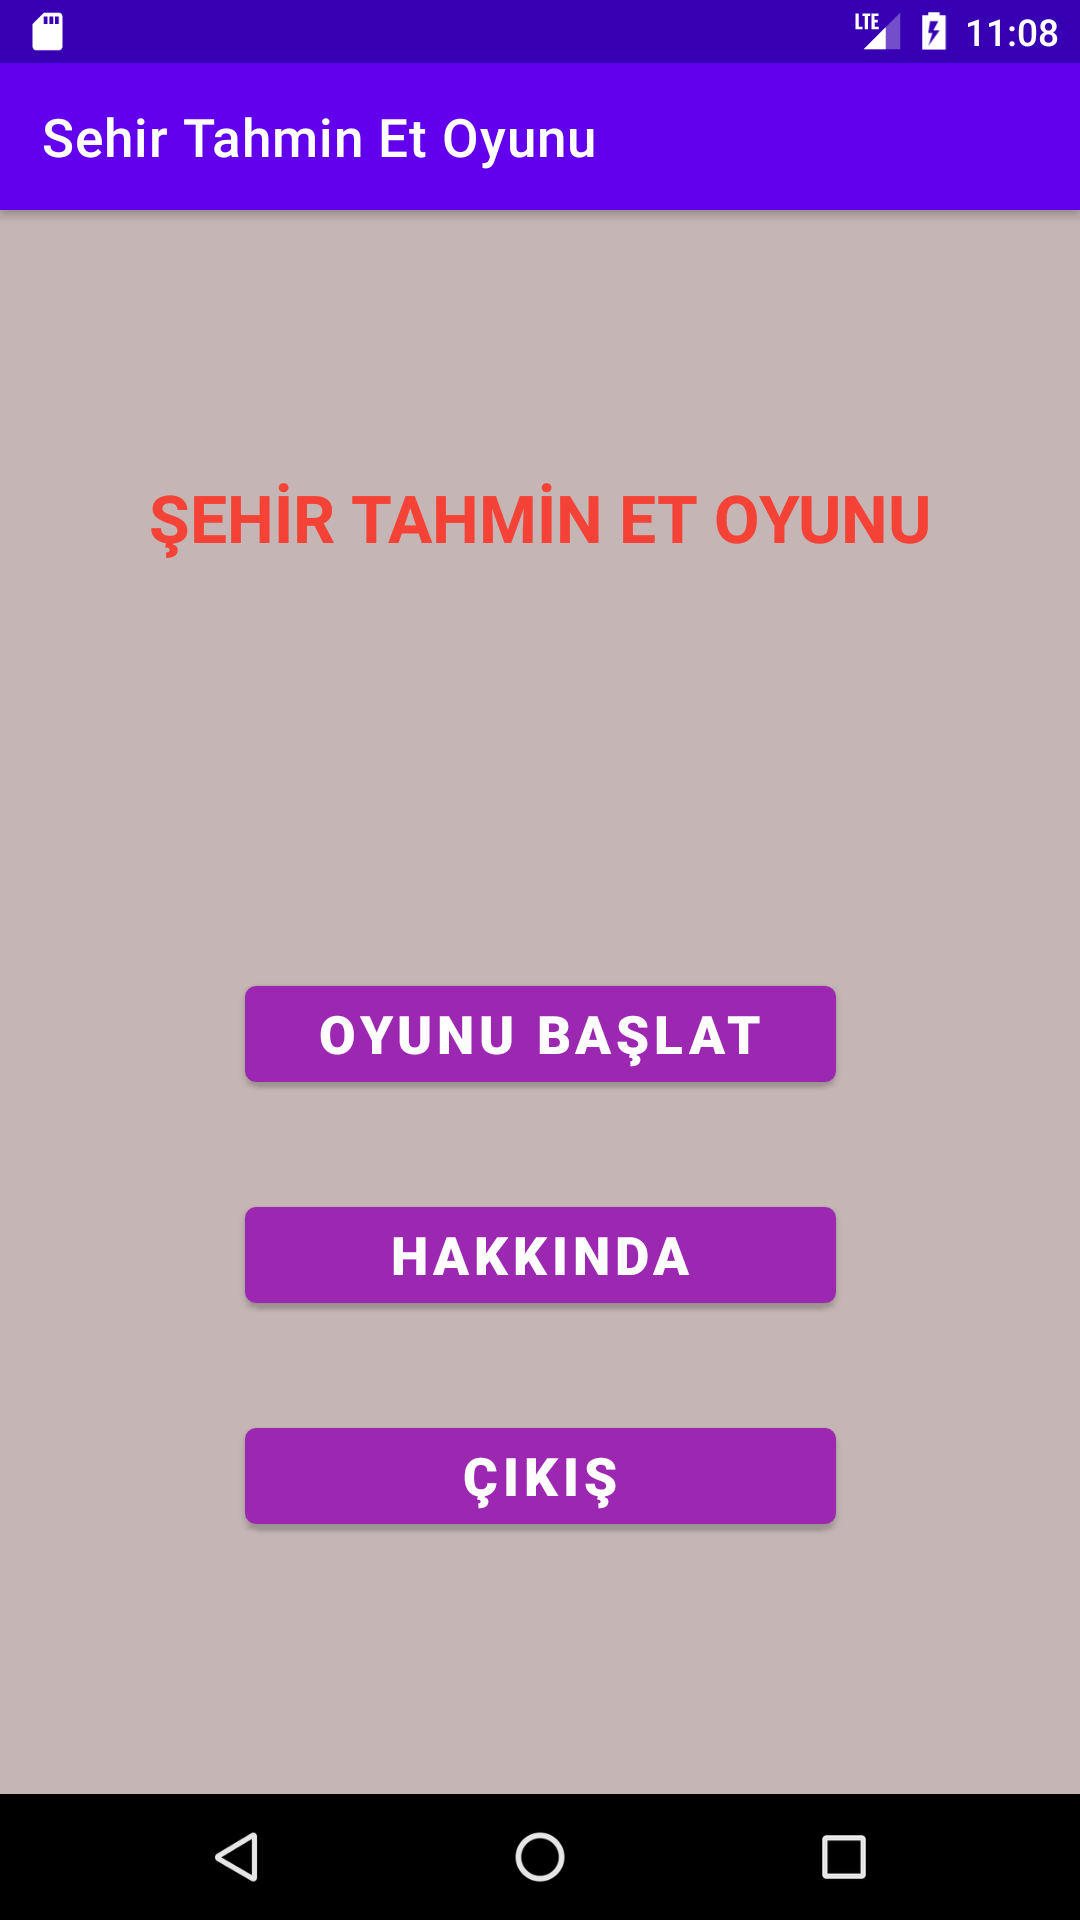 LTE 11:08
Sehir Tahmin Et Oyunu
ŞEHİR TAHMİN ET OYUNU
OYUNU BAŞLAT
HAKKINDA
ÇIKIŞ